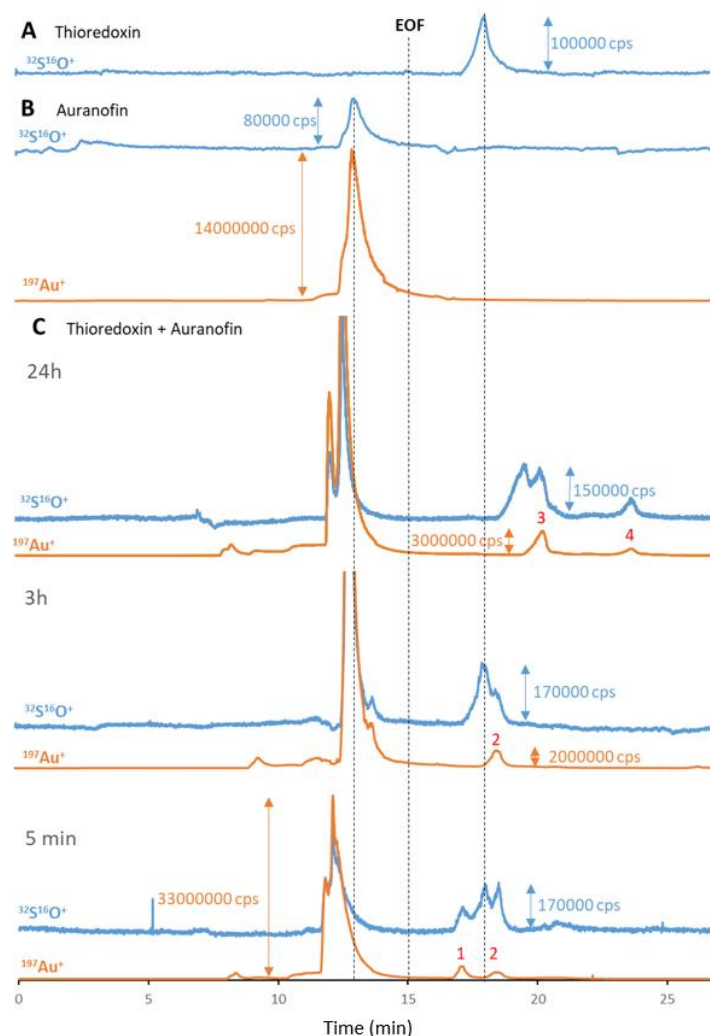 A Thioredoxin
EOF
³²S¹⁶O⁺
100000 cps
B Auranofin
80000 cps
³²S¹⁶O⁺
14000000 cps
¹⁹⁷Au⁺
C Thioredoxin + Auranofin
24h
³²S¹⁶O⁺
150000 cps
3
4
¹⁹⁷Au⁺
3000000 cps
3h
³²S¹⁶O⁺
170000 cps
2
¹⁹⁷Au⁺
2000000 cps
5 min
33000000 cps
170000 cps
³²S¹⁶O⁺
1 2
¹⁹⁷Au⁺
0 5 10 15 20 25
Time (min)